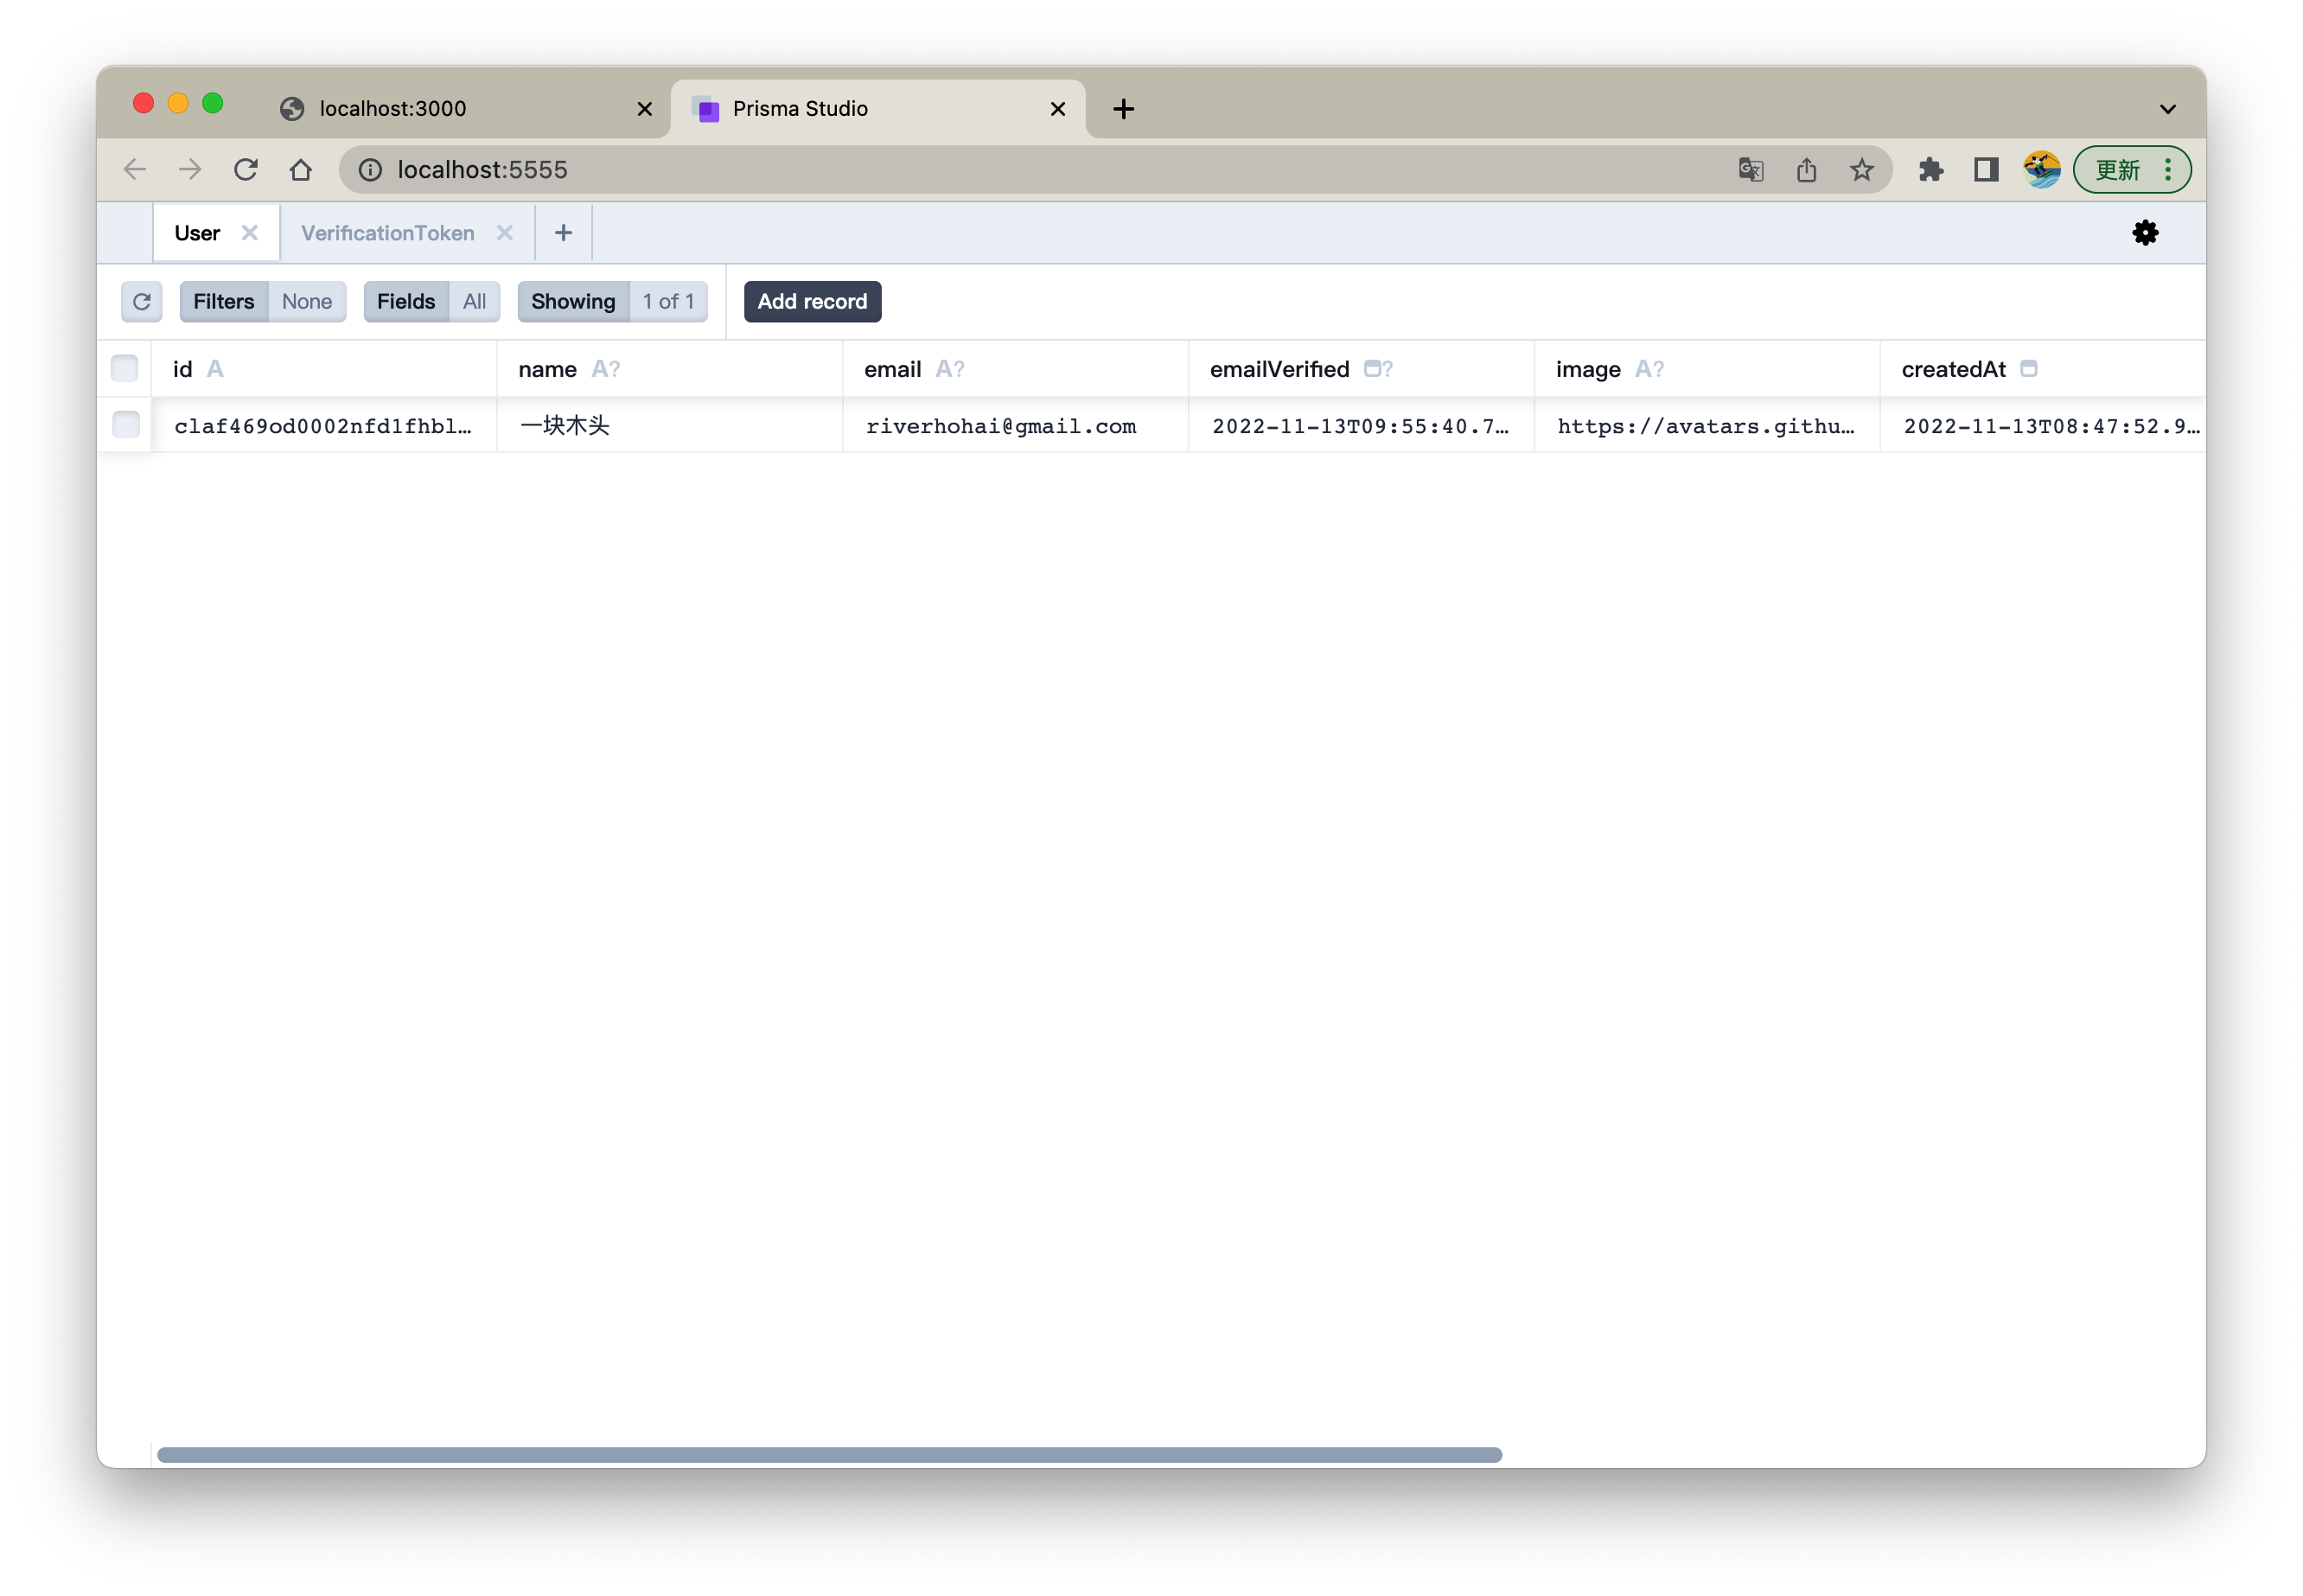 localhost:3000 Prisma Studio
localhost:5555 更新
User VerificationToken
Filters None Fields All Showing 1 of 1 Add record
id A name A? email A? emailVerified ? image A? createdAt
claf469od0002nfd1fhbl… 一块木头 riverhohai@gmail.com 2022-11-13T09:55:40.7… https://avatars.githu… 2022-11-13T08:47:52.9…